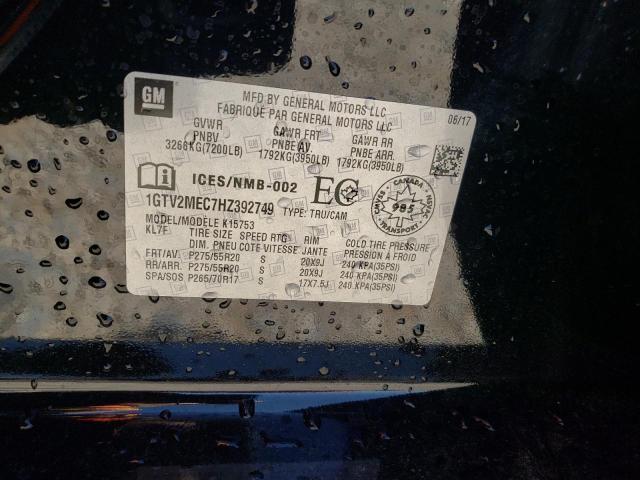 GM
MFD BY GENERAL MOTORS LLC
FABRIQUÉ PAR GENERAL MOTORS LLC
06/17
GVWR GAWR FRT GAWR RR
PNBV PNBE AV. PNBE ARR.
3266KG(7200LB) 1792KG(3950LB) 1792KG(3950LB)
ICES/NMB-002 EC
1GTV2MEC7HZ392749 TYPE: TRU/CAM
MODEL/MODÈLE K15753
KL7F TIRE SIZE SPEED RTG RIM COLD TIRE PRESSURE
DIM. PNEU COTE VITESSE JANTE PRESSION À FROID
FRT/AV. P275/55R20 S 20X9J 240 KPA(35PSI)
RR/ARR. P275/55R20 S 20X9J 240 KPA(35PSI)
SPA/SOS P265/70R17 S 17X7.5J 240 KPA(35PSI)
CANADA
985
TRANSPORT